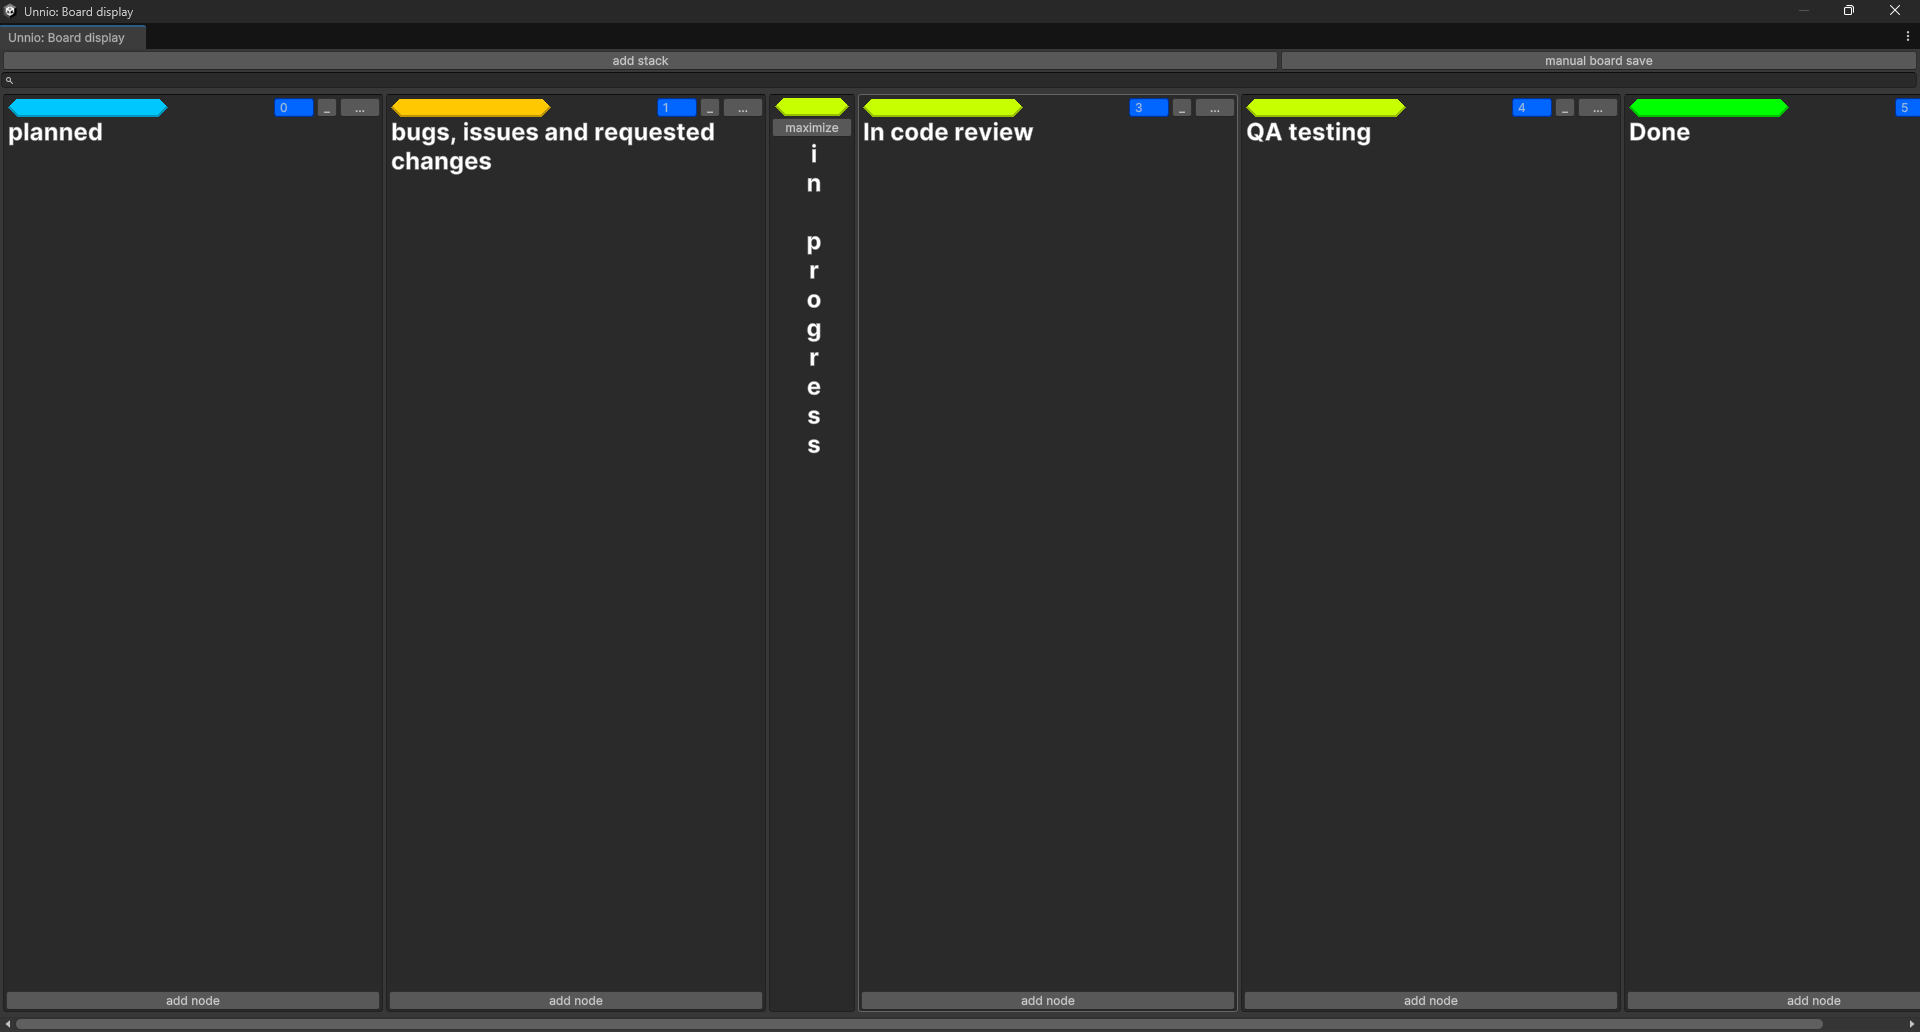 Unnio: Board display
Unnio: Board display
add stack
manual board save
0
_
...
planned
add node
1
_
...
bugs, issues and requested
changes
add node
maximize
i
n
p
r
o
g
r
e
s
s
3
_
...
In code review
add node
4
_
...
QA testing
add node
5
Done
add node